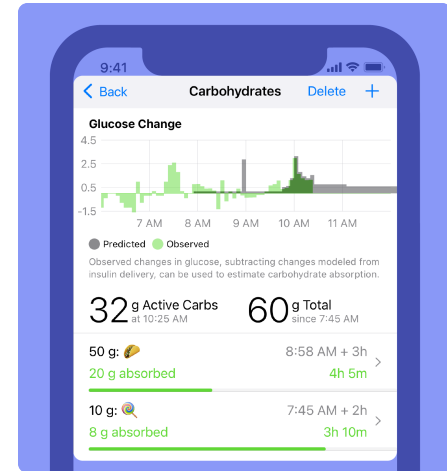 9:41
Back Carbohydrates Delete +
Glucose Change
4.5
2.5
0.5
-1.5
7 AM 8 AM 9 AM 10 AM 11 AM
Predicted Observed
Observed changes in glucose, subtracting changes modeled from
insulin delivery, can be used to estimate carbohydrate absorption.
32 g Active Carbs
at 10:25 AM
60 g Total
since 7:45 AM
50 g: 🌮 8:58 AM + 3h
20 g absorbed 4h 5m
10 g: 🍭 7:45 AM + 2h
8 g absorbed 3h 10m